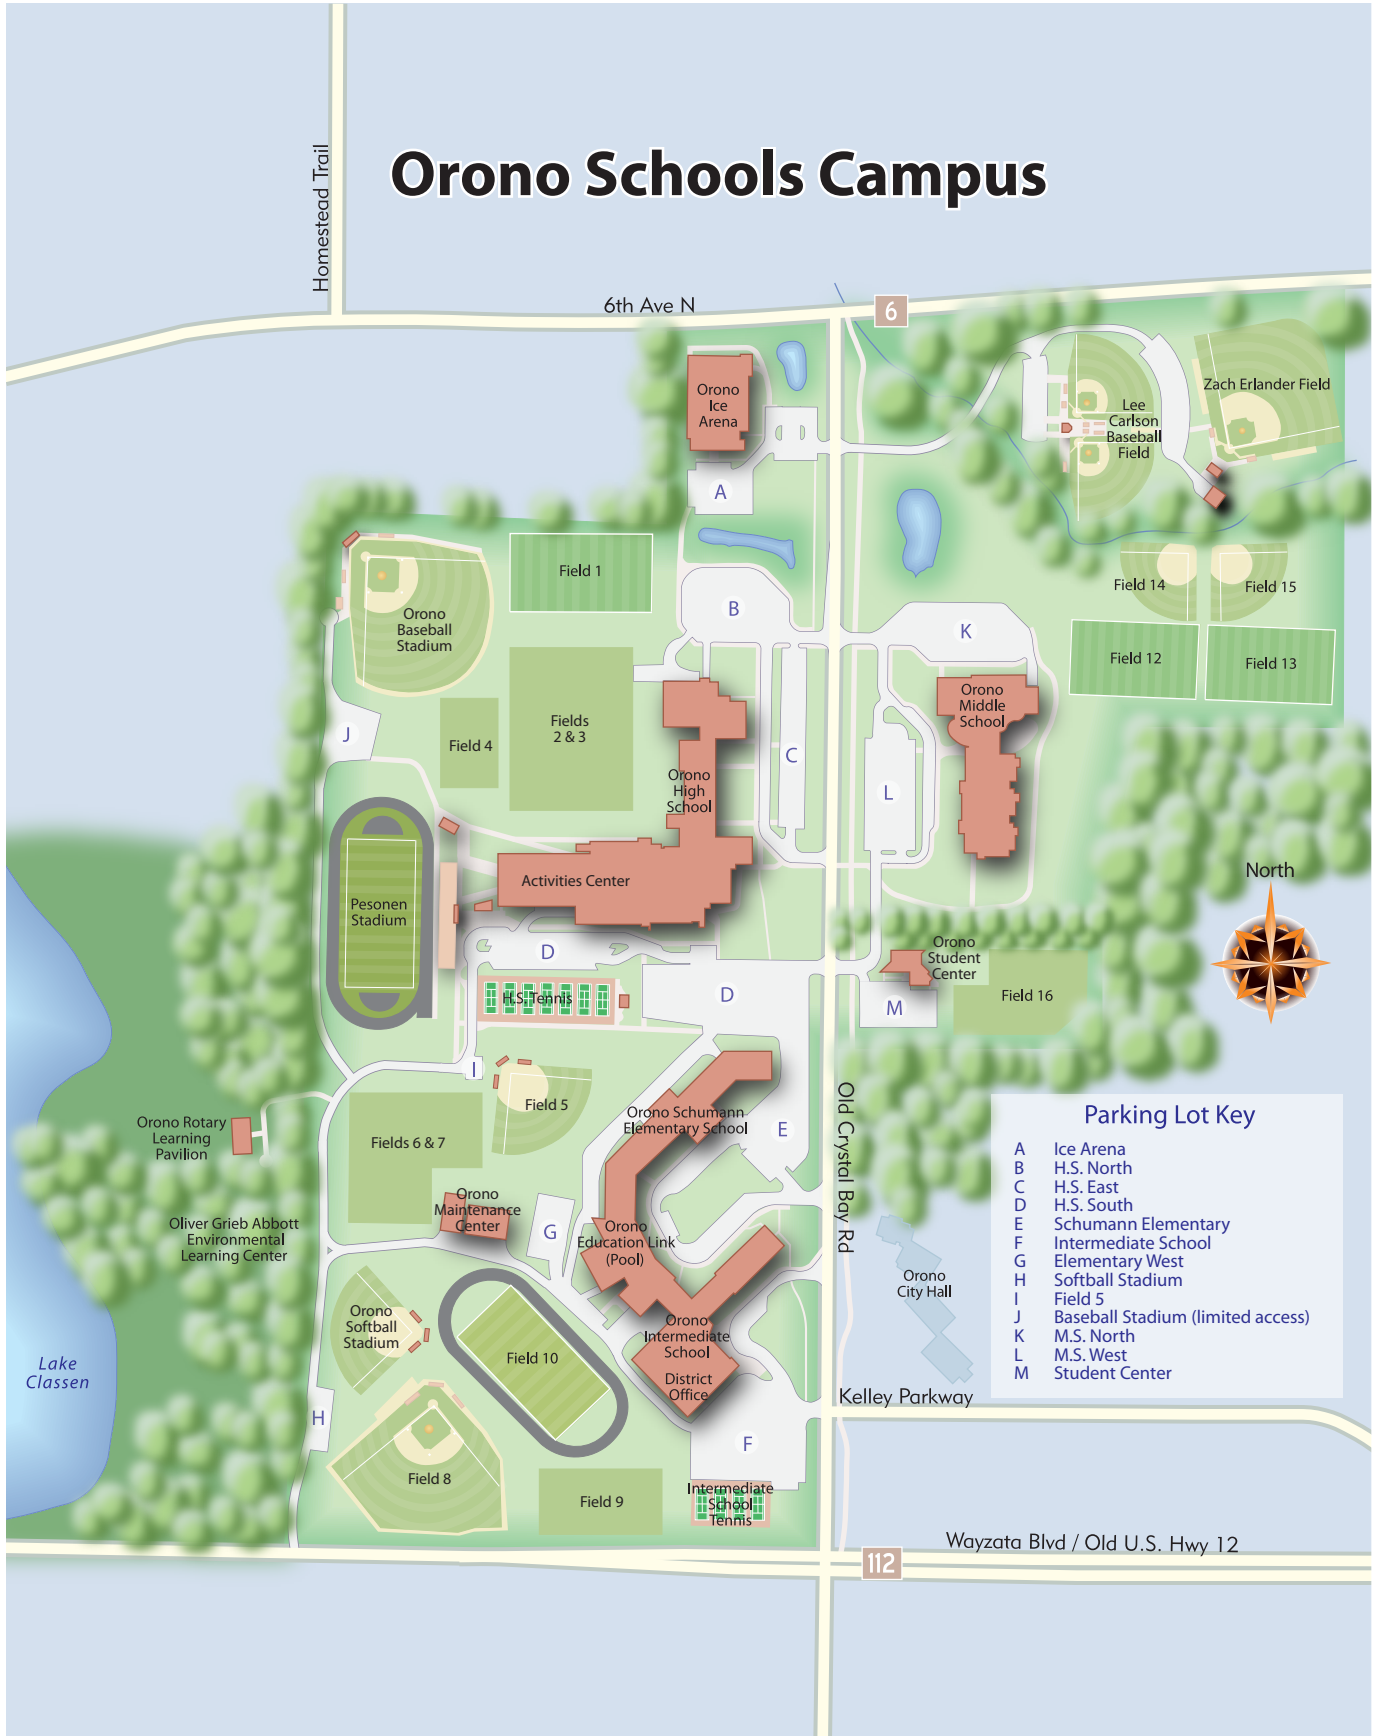 Orono Schools Campus
Homestead Trail
6th Ave N
6
Orono
Ice
Arena
A
Lee
Carlson
Baseball
Field
Zach Erlander Field
Field 1
Orono
Baseball
Stadium
B
K
Field 14
Field 15
Field 12
Field 13
Orono
Middle
School
J
Field 4
Fields
2 & 3
Orono
High
School
C
L
Activities Center
Pesonen
Stadium
D
H.S. Tennis
D
Orono
Student
Center
M
Field 16
North
I
Field 5
Orono Schumann
Elementary School
E
Old Crystal Bay Rd
Orono Rotary
Learning
Pavilion
Fields 6 & 7
Orono
Maintenance
Center
G
Orono
Education Link
(Pool)
Oliver Grieb Abbott
Environmental
Learning Center
Orono
City Hall
Parking Lot Key
A Ice Arena
B H.S. North
C H.S. East
D H.S. South
E Schumann Elementary
F Intermediate School
G Elementary West
H Softball Stadium
I Field 5
J Baseball Stadium (limited access)
K M.S. North
L M.S. West
M Student Center
Orono
Softball
Stadium
Field 10
Orono
Intermediate
School
District
Office
Lake
Classen
Kelley Parkway
H
F
Field 8
Field 9
Intermediate
School
Tennis
Wayzata Blvd / Old U.S. Hwy 12
112